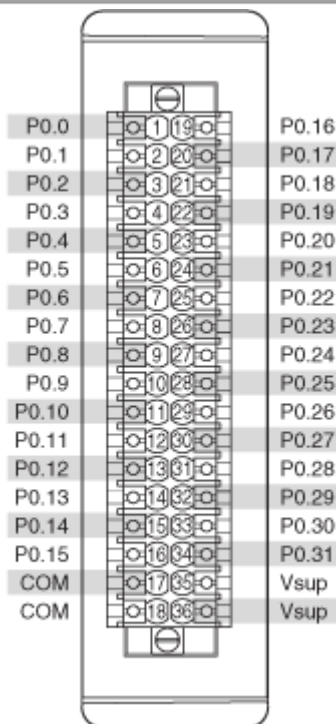 P0.0 1 19 P0.16
P0.1 2 20 P0.17
P0.2 3 21 P0.18
P0.3 4 22 P0.19
P0.4 5 23 P0.20
P0.5 6 24 P0.21
P0.6 7 25 P0.22
P0.7 8 26 P0.23
P0.8 9 27 P0.24
P0.9 10 28 P0.25
P0.10 11 29 P0.26
P0.11 12 30 P0.27
P0.12 13 31 P0.28
P0.13 14 32 P0.29
P0.14 15 33 P0.30
P0.15 16 34 P0.31
COM 17 35 Vsup
COM 18 36 Vsup